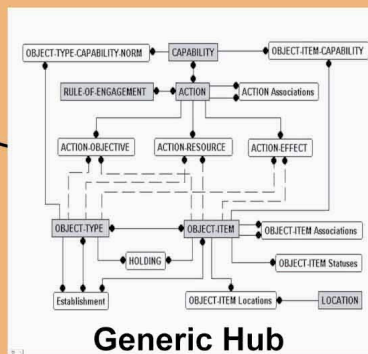 OBJECT-TYPE-CAPABILITY-NORM CAPABILITY OBJECT-ITEM-CAPABILITY
RULE-OF-ENGAGEMENT ACTION ACTION Associations
ACTION-OBJECTIVE ACTION-RESOURCE ACTION-EFFECT
OBJECT-TYPE OBJECT-ITEM OBJECT-ITEM Associations
HOLDING OBJECT-ITEM Statuses
Establishment OBJECT-ITEM Locations LOCATION
Generic Hub